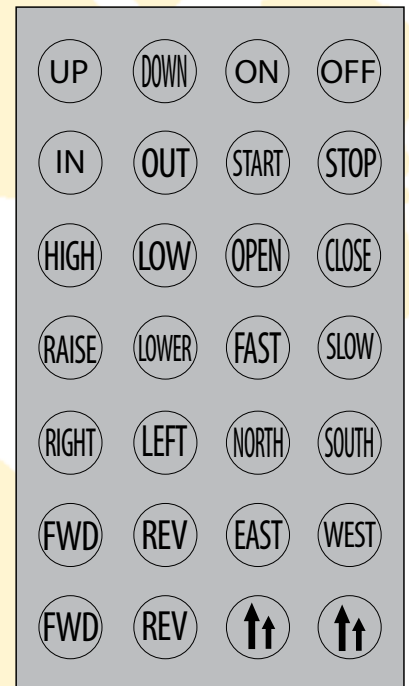 UP DOWN ON OFF
IN OUT START STOP
HIGH LOW OPEN CLOSE
RAISE LOWER FAST SLOW
RIGHT LEFT NORTH SOUTH
FWD REV EAST WEST
FWD REV